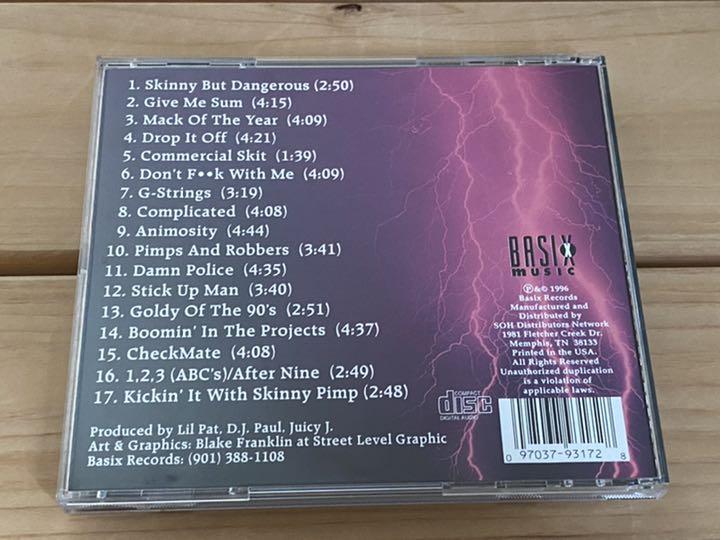 1. Skinny But Dangerous (2:50)
2. Give Me Sum (4:15)
3. Mack Of The Year (4:09)
4. Drop It Off (4:21)
5. Commercial Skit (1:39)
6. Don't F••k With Me (4:09)
7. G-Strings (3:19)
8. Complicated (4:08)
9. Animosity (4:44)
10. Pimps And Robbers (3:41)
11. Damn Police (4:35)
12. Stick Up Man (3:40)
13. Goldy Of The 90's (2:51)
14. Boomin' In The Projects (4:37)
15. CheckMate (4:08)
16. 1,2,3 (ABC's)/After Nine (2:49)
17. Kickin' It With Skinny Pimp (2:48)
Produced by Lil Pat, D.J. Paul, Juicy J.
Art & Graphics: Blake Franklin at Street Level Graphic
Basix Records: (901) 388-1108
BASIX
MUSIC
℗&© 1996
Basix Records
Manufactured and
Distributed by
SOH Distributors Network
1981 Fletcher Creek Dr.
Memphis, TN 38133
Printed in the USA.
All Rights Reserved
Unauthorized duplication
is a violation of
applicable laws.
COMPACT
disc
DIGITAL AUDIO
0 97037-93172 8